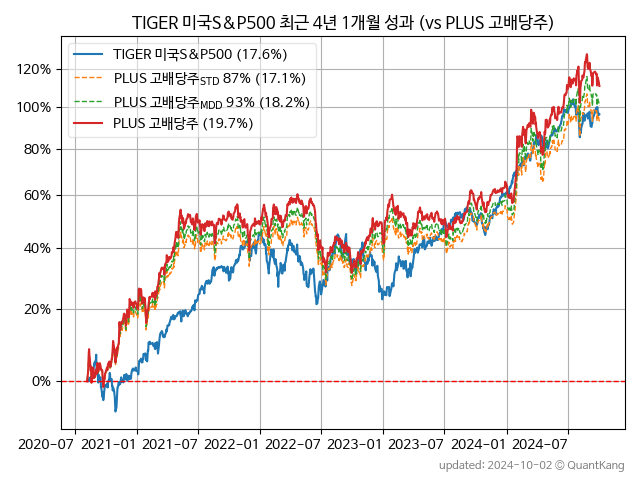 TIGER 미국S&P500 최근 4년 1개월 성과 (vs PLUS 고배당주)
TIGER 미국S&P500 (17.6%)
PLUS 고배당주STD 87% (17.1%)
PLUS 고배당주MDD 93% (18.2%)
PLUS 고배당주 (19.7%)
120%
100%
80%
60%
40%
20%
0%
2020-07 2021-01 2021-07 2022-01 2022-07 2023-01 2023-07 2024-01 2024-07
updated: 2024-10-02 © QuantKang